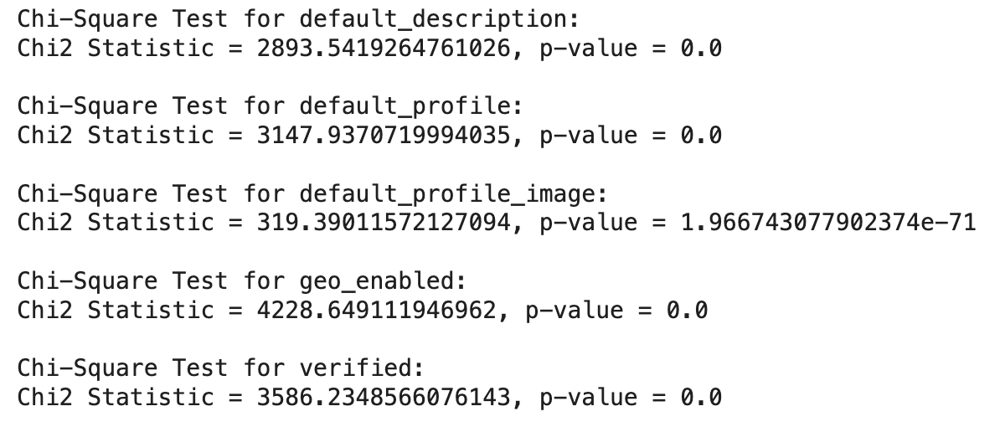 Chi-Square Test for default_description:
Chi2 Statistic = 2893.5419264761026, p-value = 0.0
Chi-Square Test for default_profile:
Chi2 Statistic = 3147.9370719994035, p-value = 0.0
Chi-Square Test for default_profile_image:
Chi2 Statistic = 319.39011572127094, p-value = 1.966743077902374e-71
Chi-Square Test for geo_enabled:
Chi2 Statistic = 4228.649111946962, p-value = 0.0
Chi-Square Test for verified:
Chi2 Statistic = 3586.2348566076143, p-value = 0.0